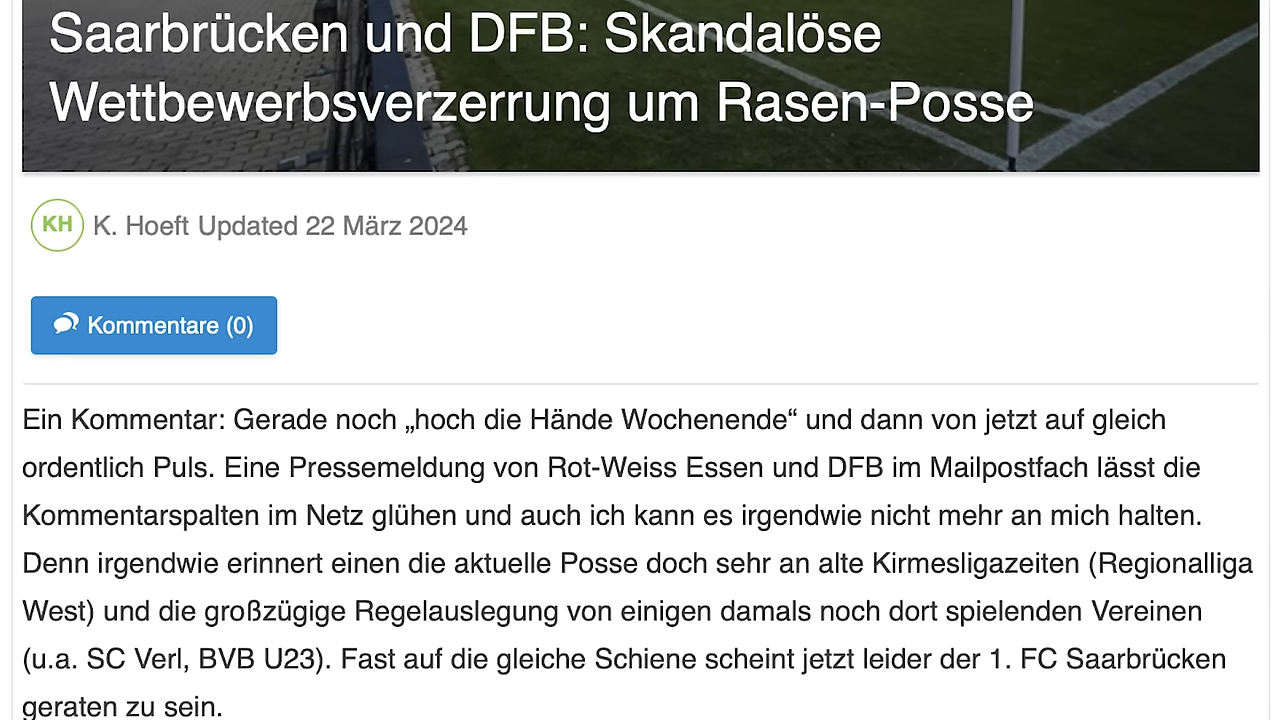 Saarbrücken und DFB: Skandalöse
Wettbewerbsverzerrung um Rasen-Posse
KH K. Hoeft Updated 22 März 2024
Kommentare (0)
Ein Kommentar: Gerade noch „hoch die Hände Wochenende“ und dann von jetzt auf gleich
ordentlich Puls. Eine Pressemeldung von Rot-Weiss Essen und DFB im Mailpostfach lässt die
Kommentarspalten im Netz glühen und auch ich kann es irgendwie nicht mehr an mich halten.
Denn irgendwie erinnert einen die aktuelle Posse doch sehr an alte Kirmesligazeiten (Regionalliga
West) und die großzügige Regelauslegung von einigen damals noch dort spielenden Vereinen
(u.a. SC Verl, BVB U23). Fast auf die gleiche Schiene scheint jetzt leider der 1. FC Saarbrücken
geraten zu sein.